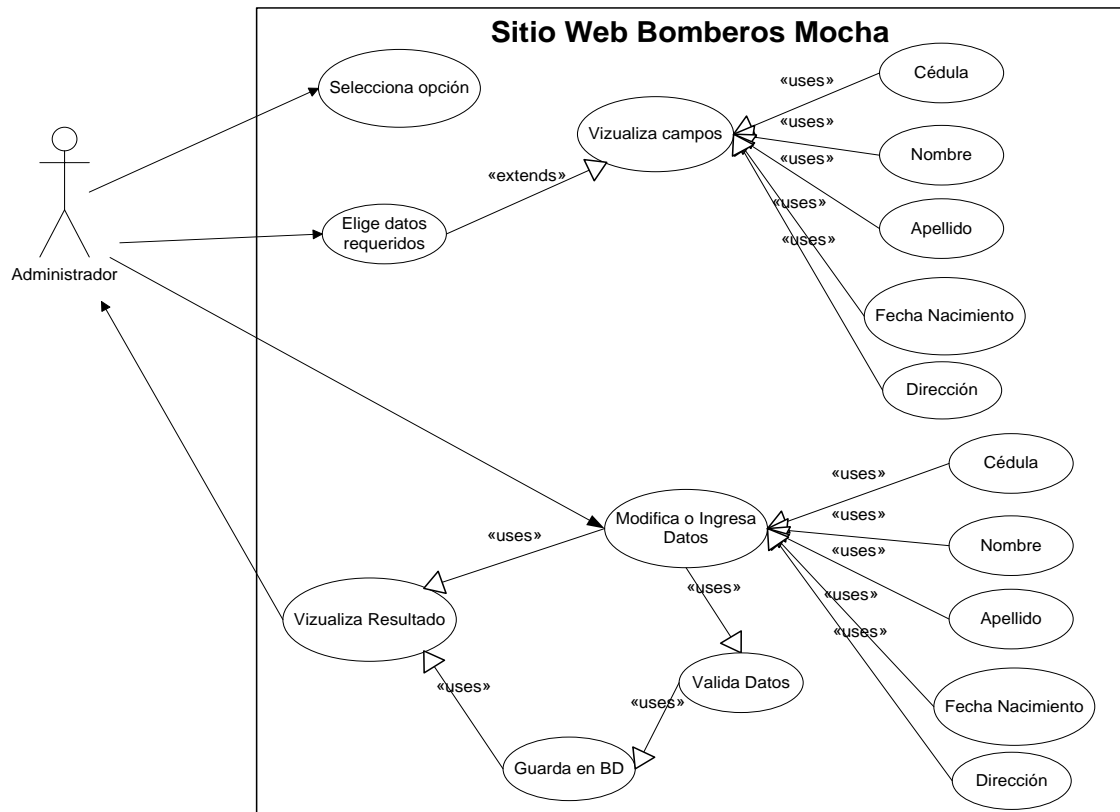 Sitio Web Bomberos Mocha
Selecciona opción
Vizualiza campos
«uses»
Cédula
«uses»
Nombre
«uses»
Apellido
«uses»
Fecha Nacimiento
«uses»
Dirección
«extends»
Elige datos
requeridos
Administrador
Modifica o Ingresa
Datos
«uses»
Cédula
«uses»
Nombre
«uses»
Apellido
«uses»
Fecha Nacimiento
«uses»
Dirección
«uses»
Vizualiza Resultado
«uses»
Valida Datos
«uses»
«uses»
Guarda en BD